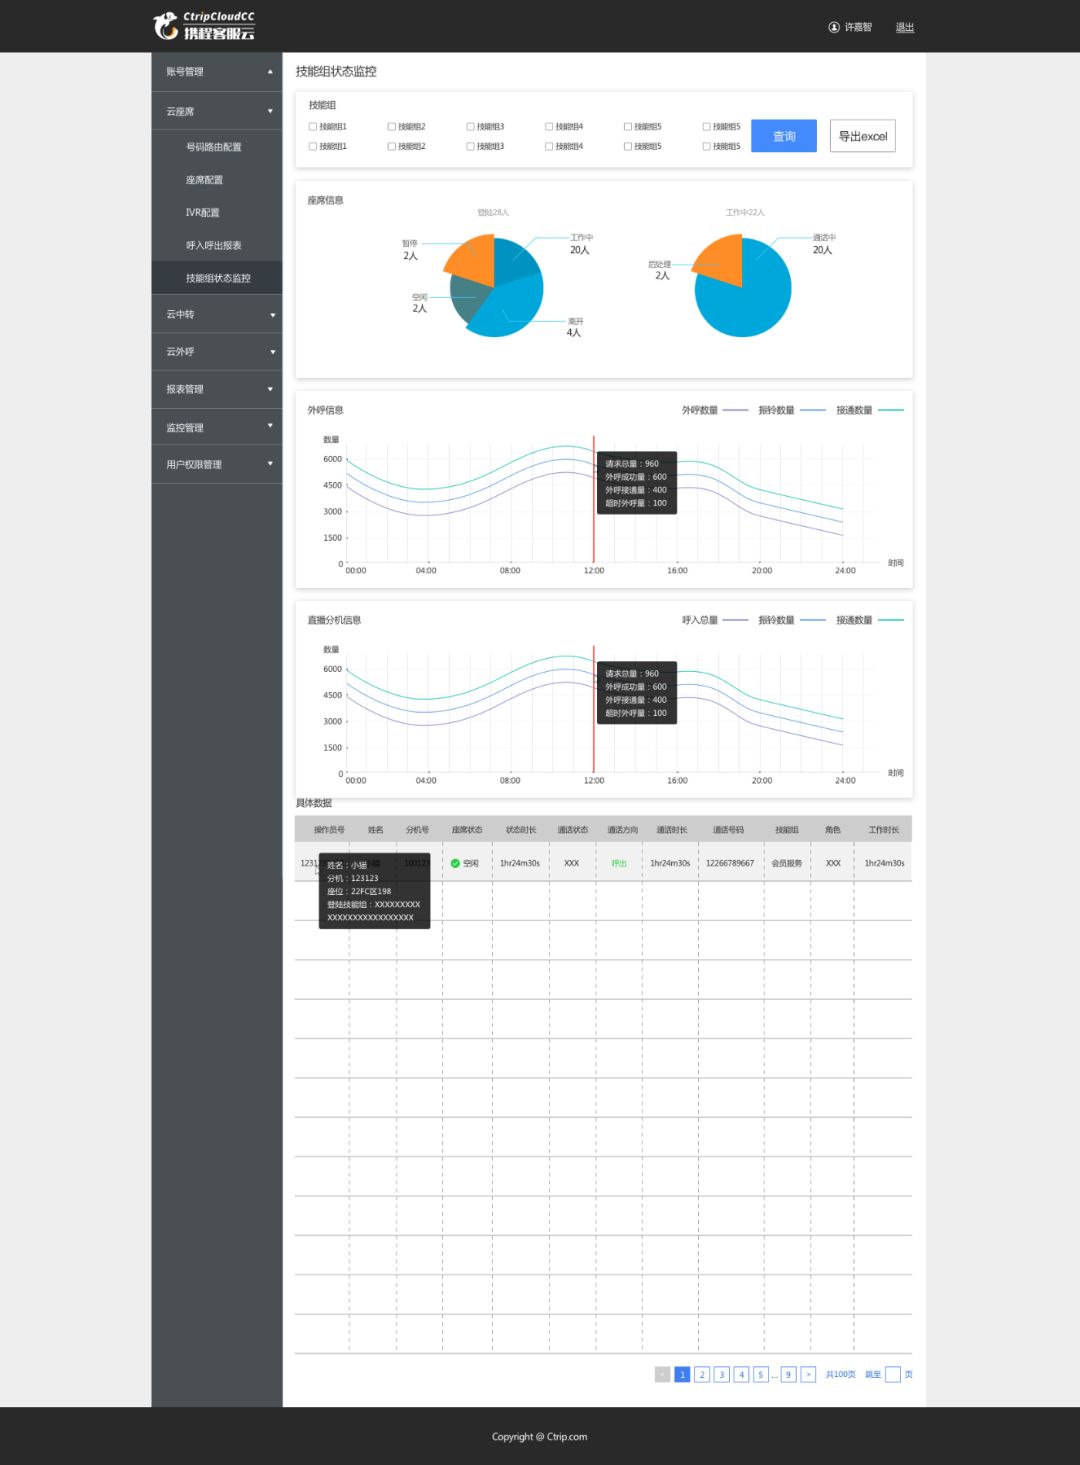 CtripCloudCC
携程客服云
许嘉智 退出
账号管理
云座席
号码路由配置
座席配置
IVR配置
呼入呼出报表
技能组状态监控
云中转
云外呼
报表管理
监控管理
用户权限管理
技能组状态监控
技能组
技能组1 技能组2 技能组3 技能组4 技能组5 技能组5
技能组1 技能组2 技能组3 技能组4 技能组5 技能组5
查询 导出excel
座席信息
登陆28人
暂停
2人
工作中
20人
空闲
2人
离开
4人
工作中22人
后处理
2人
通话中
20人
外呼信息
外呼数量 振铃数量 接通数量
数量
6000
4500
3000
1500
0
00:00 04:00 08:00 12:00 16:00 20:00 24:00
时间
请求总量：960
外呼成功量：600
外呼接通量：400
超时外呼量：100
直播分机信息
呼入总量 振铃数量 接通数量
数量
6000
4500
3000
1500
0
00:00 04:00 08:00 12:00 16:00 20:00 24:00
时间
请求总量：960
外呼成功量：600
外呼接通量：400
超时外呼量：100
具体数据
操作员号 姓名 分机号 座席状态 状态时长 通话状态 通话方向 通话时长 通话号码 技能组 角色 工作时长
空闲 1hr24m30s XXX 呼出 1hr24m30s 12266789667 会员服务 XXX 1hr24m30s
姓名：小猫
分机：123123
座位：22FC区198
登陆技能组：XXXXXXXXX
XXXXXXXXXXXXXXXXX
< 1 2 3 4 5 ... 9 > 共100页 跳至 页
Copyright @ Ctrip.com